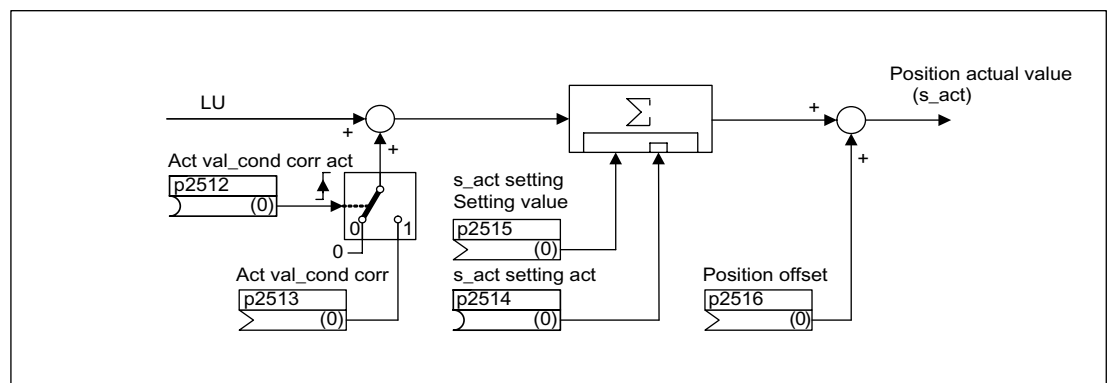 Position actual value
(s_act)
LU
+
+
+
+
Σ
Act val_cond corr act
p2512
(0)
0
1
0
s_act setting
Setting value
p2515
(0)
Act val_cond corr
p2513
(0)
s_act setting act
p2514
(0)
Position offset
p2516
(0)